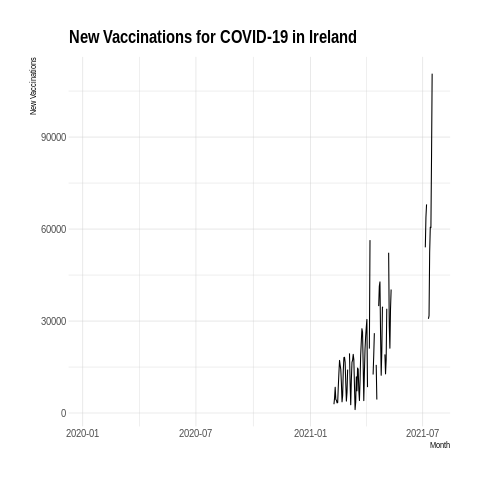 New Vaccinations for COVID-19 in Ireland
New Vaccinations
90000
60000
30000
0
2020-01 2020-07 2021-01 2021-07
Month